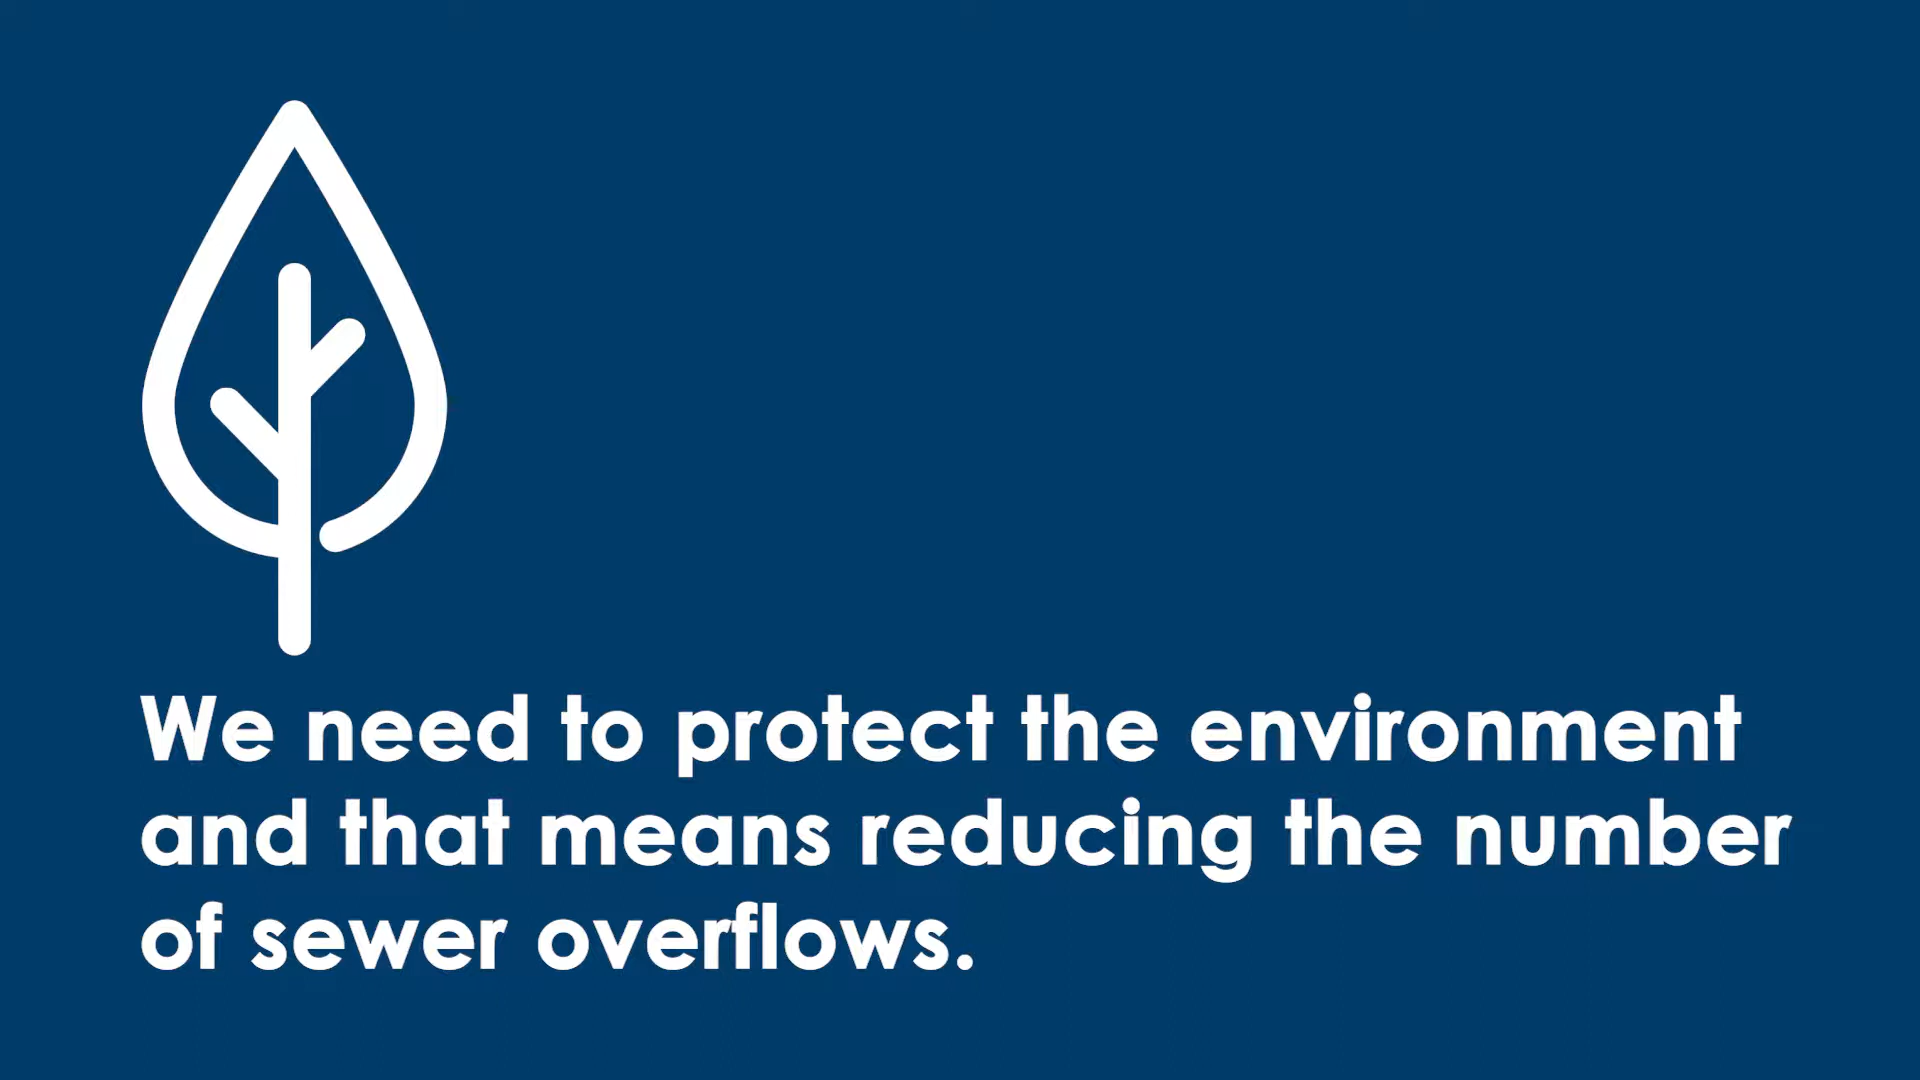 We need to protect the environment
and that means reducing the number
of sewer overflows.